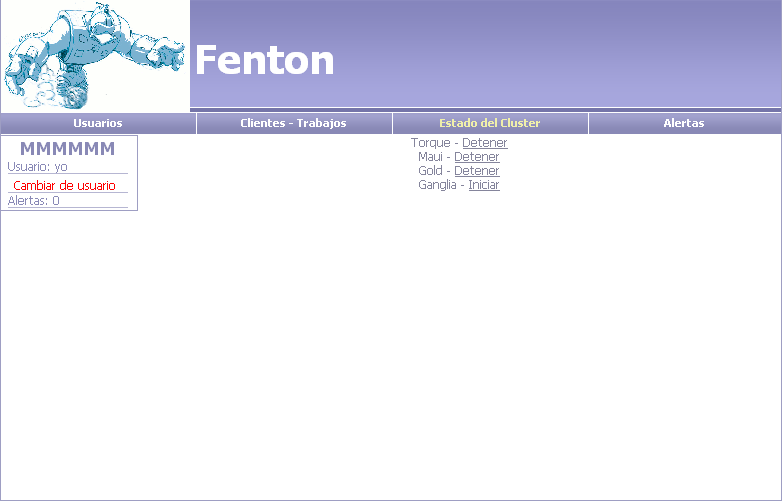 Fenton
Usuarios
Clientes - Trabajos
Estado del Cluster
Alertas
MMMMMM
Usuario: yo
Cambiar de usuario
Alertas: 0
Torque - Detener
Maui - Detener
Gold - Detener
Ganglia - Iniciar